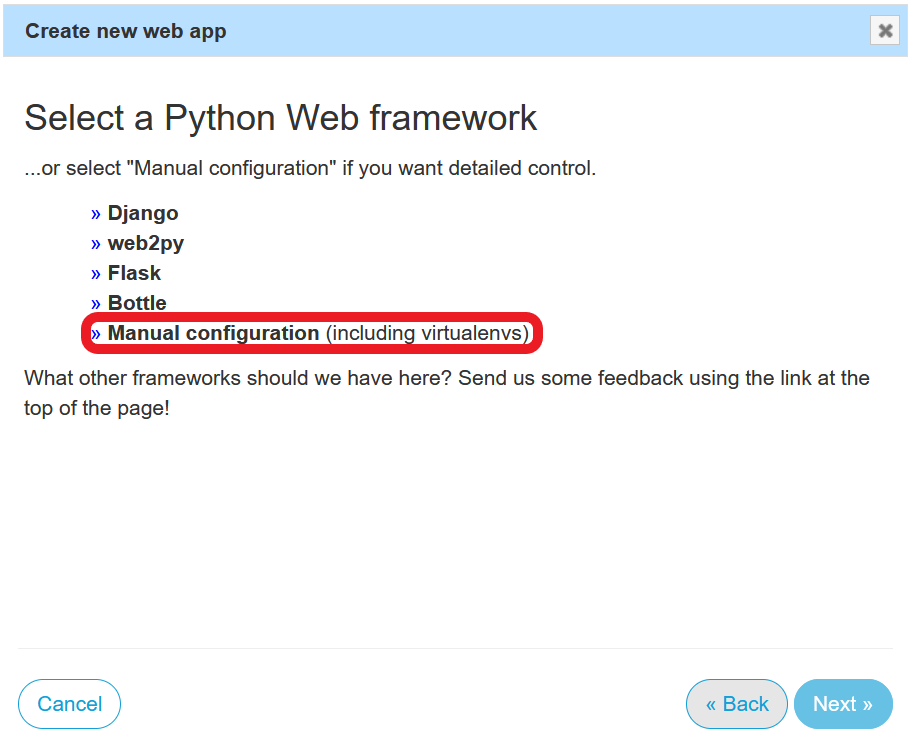 Create new web app
Select a Python Web framework
...or select "Manual configuration" if you want detailed control.
» Django
» web2py
» Flask
» Bottle
» Manual configuration (including virtualenvs)
What other frameworks should we have here? Send us some feedback using the link at the
top of the page!
Cancel
« Back
Next »